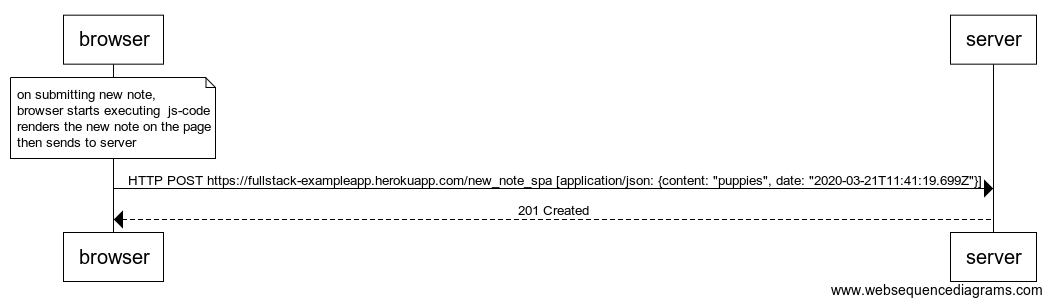 browser
server
on submitting new note,
browser starts executing  js-code
renders the new note on the page
then sends to server
HTTP POST https://fullstack-exampleapp.herokuapp.com/new_note_spa [application/json: {content: "puppies", date: "2020-03-21T11:41:19.699Z"}]
201 Created
browser
server
www.websequencediagrams.com